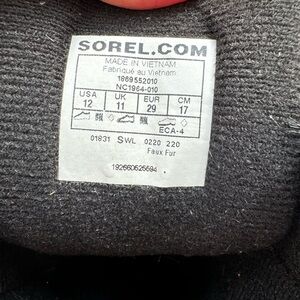 SOREL.COM
MADE IN VIETNAM
Fabriqué au Vietnam
1869552010
NC1964-010
USA UK EUR CM
12 11 29 17
ECA-4
01831 SWL 0220 220
Faux Fur
192660625694